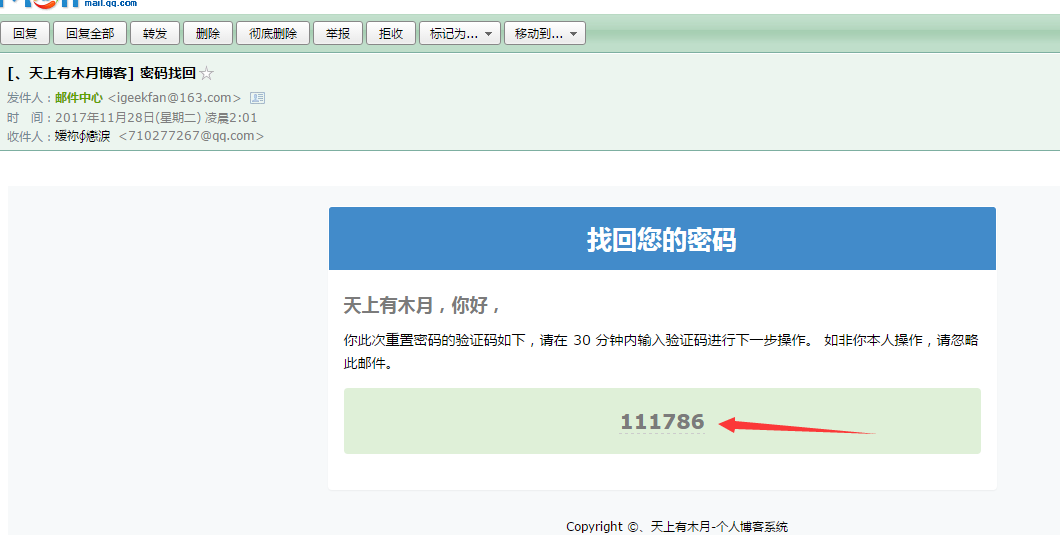 mail.qq.com
回复 回复全部 转发 删除 彻底删除 举报 拒收 标记为... 移动到...
[、天上有木月博客] 密码找回☆
发件人：邮件中心 <igeekfan@163.com>
时 间：2017年11月28日(星期二) 凌晨2:01
收件人：嬡祢∮憄淚 <710277267@qq.com>
找回您的密码
天上有木月，你好，
你此次重置密码的验证码如下，请在 30 分钟内输入验证码进行下一步操作。 如非你本人操作，请忽略
此邮件。
111786
Copyright ©、天上有木月-个人博客系统